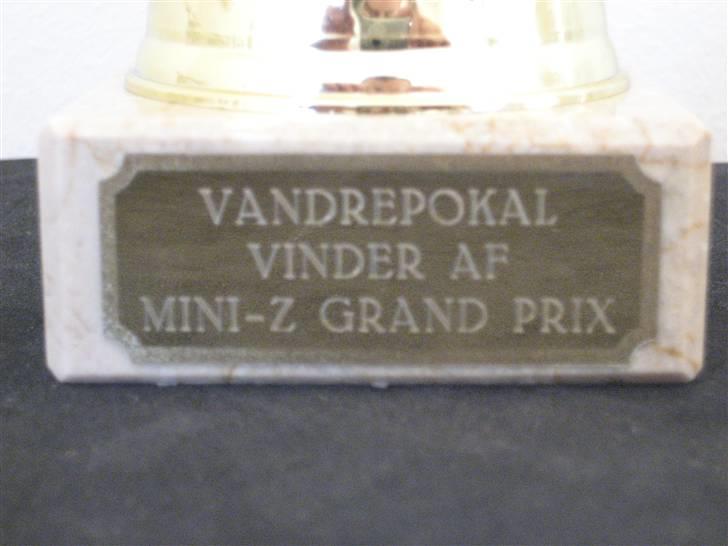 VANDREPOKAL
VINDER AF
MINI-Z GRAND PRIX